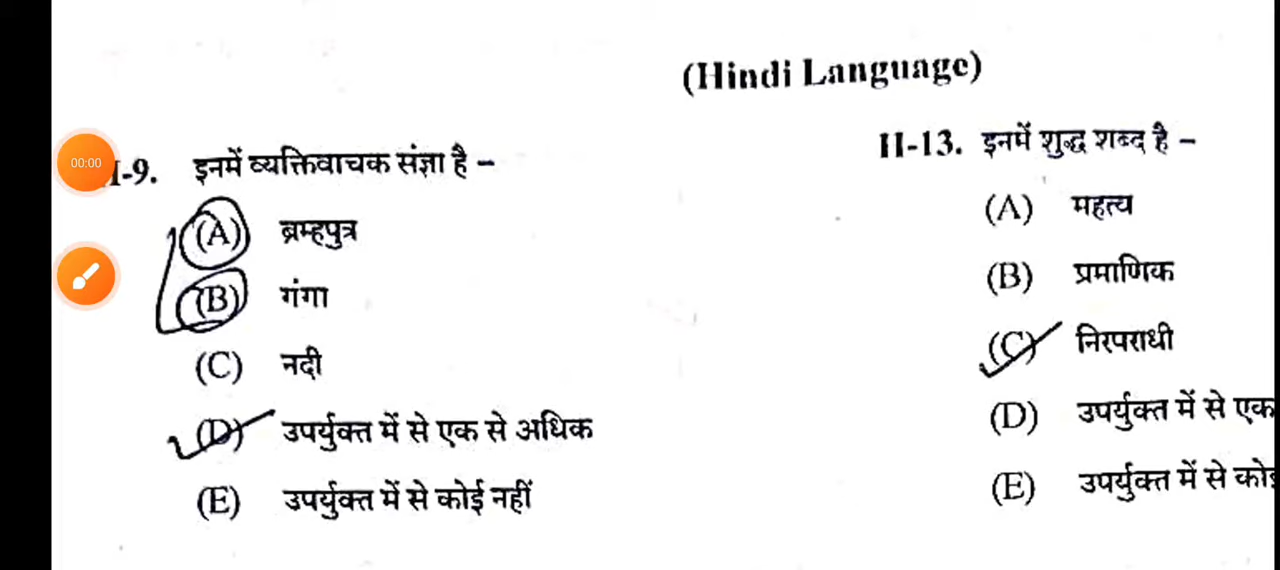 (Hindi Language)
00:00
I-9. इनमें व्यक्तिवाचक संज्ञा है –
(A) ब्रम्हपुत्र
(B) गंगा
(C) नदी
(D) उपर्युक्त में से एक से अधिक
(E) उपर्युक्त में से कोई नहीं
II-13. इनमें शुद्ध शब्द है –
(A) महत्य
(B) प्रमाणिक
(C) निरपराधी
(D) उपर्युक्त में से एक
(E) उपर्युक्त में से